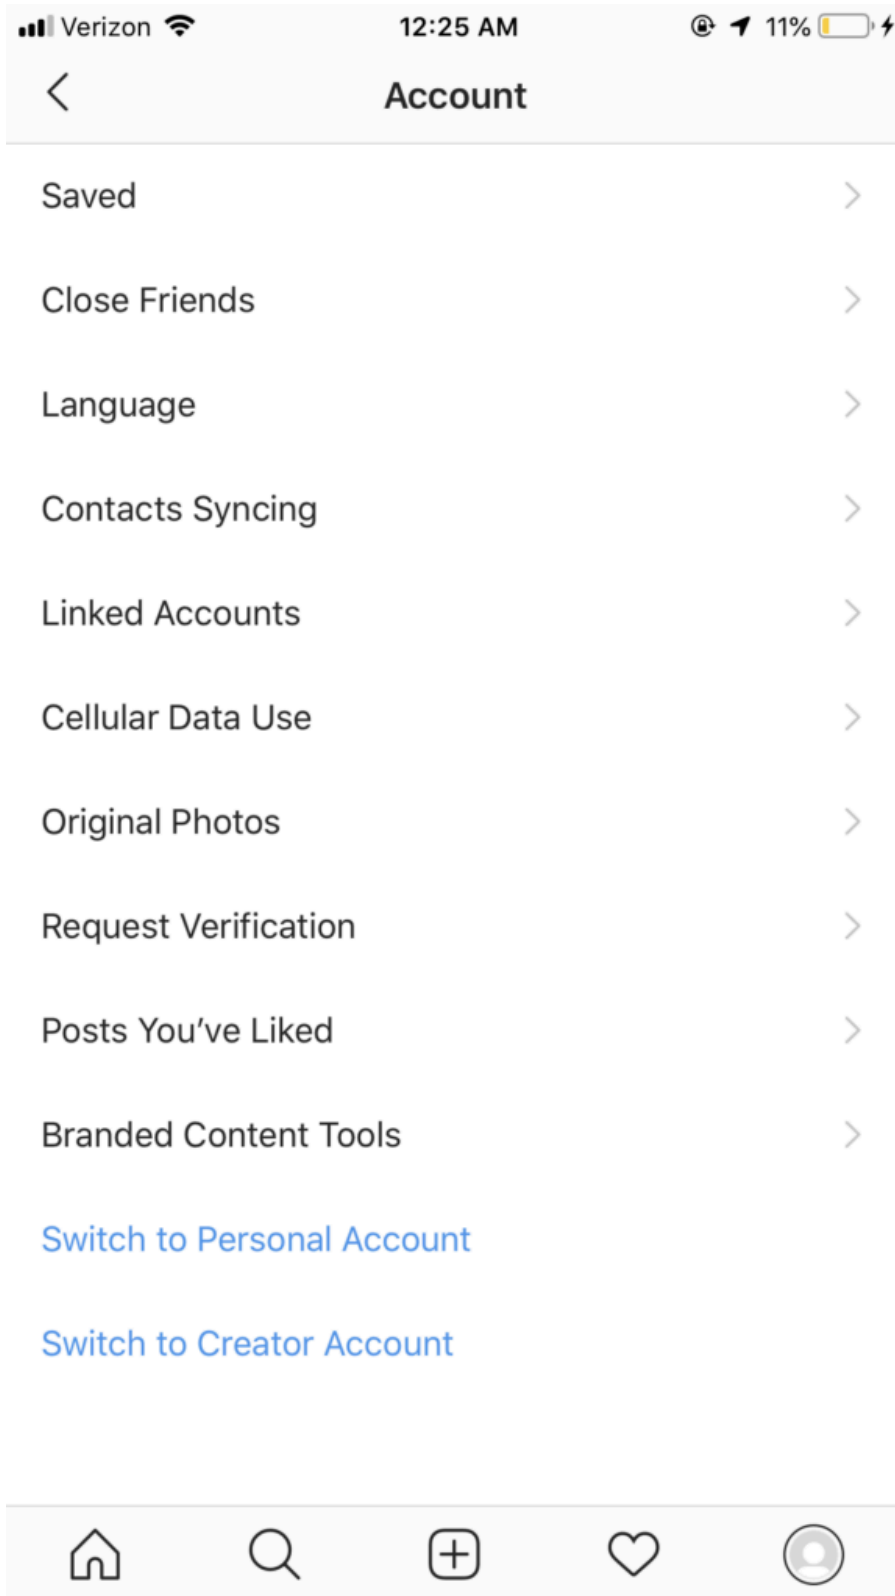 Verizon 12:25 AM 11%
Account
Saved
Close Friends
Language
Contacts Syncing
Linked Accounts
Cellular Data Use
Original Photos
Request Verification
Posts You’ve Liked
Branded Content Tools
Switch to Personal Account
Switch to Creator Account